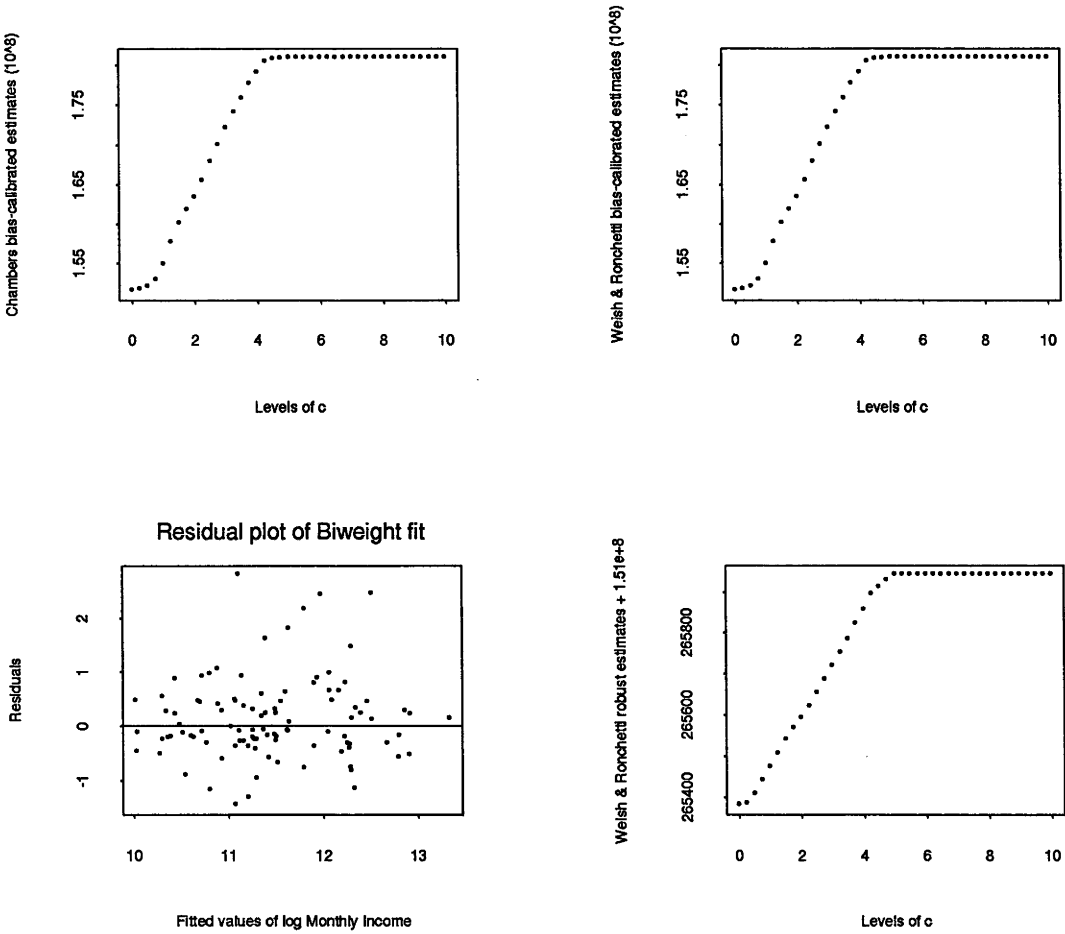 Chambers bias-calibrated estimates (10^8)
1.75
1.65
1.55
0 2 4 6 8 10
Levels of c
Welsh & Ronchetti bias-calibrated estimates (10^8)
1.75
1.65
1.55
0 2 4 6 8 10
Levels of c
Residual plot of Biweight fit
Residuals
2
1
0
-1
10 11 12 13
Fitted values of log Monthly Income
Welsh & Ronchetti robust estimates + 1.51e+8
265800
265600
265400
0 2 4 6 8 10
Levels of c